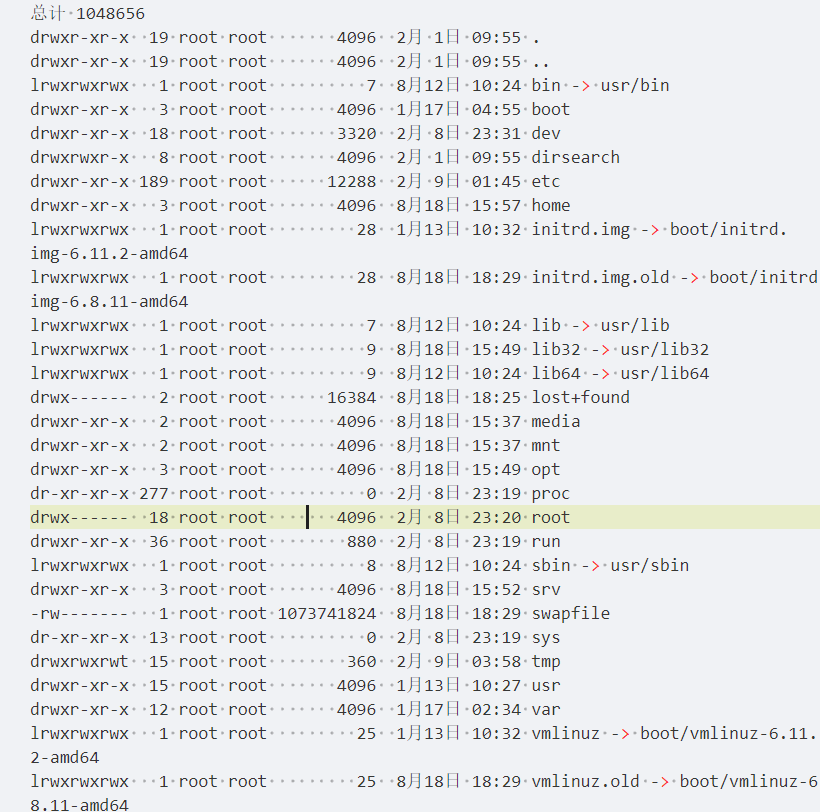 总计 1048656
drwxr-xr-x  19 root root       4096  2月 1日 09:55 .
drwxr-xr-x  19 root root       4096  2月 1日 09:55 ..
lrwxrwxrwx   1 root root          7  8月12日 10:24 bin -> usr/bin
drwxr-xr-x   3 root root       4096  1月17日 04:55 boot
drwxr-xr-x  18 root root       3320  2月 8日 23:31 dev
drwxrwxr-x   8 root root       4096  2月 1日 09:55 dirsearch
drwxr-xr-x 189 root root      12288  2月 9日 01:45 etc
drwxr-xr-x   3 root root       4096  8月18日 15:57 home
lrwxrwxrwx   1 root root         28  1月13日 10:32 initrd.img -> boot/initrd.
img-6.11.2-amd64
lrwxrwxrwx   1 root root         28  8月18日 18:29 initrd.img.old -> boot/initrd
img-6.8.11-amd64
lrwxrwxrwx   1 root root          7  8月12日 10:24 lib -> usr/lib
lrwxrwxrwx   1 root root          9  8月18日 15:49 lib32 -> usr/lib32
lrwxrwxrwx   1 root root          9  8月12日 10:24 lib64 -> usr/lib64
drwx------   2 root root      16384  8月18日 18:25 lost+found
drwxr-xr-x   2 root root       4096  8月18日 15:37 media
drwxr-xr-x   2 root root       4096  8月18日 15:37 mnt
drwxr-xr-x   3 root root       4096  8月18日 15:49 opt
dr-xr-xr-x 277 root root          0  2月 8日 23:19 proc
drwx------  18 root root       4096  2月 8日 23:20 root
drwxr-xr-x  36 root root        880  2月 8日 23:19 run
lrwxrwxrwx   1 root root          8  8月12日 10:24 sbin -> usr/sbin
drwxr-xr-x   3 root root       4096  8月18日 15:52 srv
-rw-------   1 root root 1073741824  8月18日 18:29 swapfile
dr-xr-xr-x  13 root root          0  2月 8日 23:19 sys
drwxrwxrwt  15 root root        360  2月 9日 03:58 tmp
drwxr-xr-x  15 root root       4096  1月13日 10:27 usr
drwxr-xr-x  12 root root       4096  1月17日 02:34 var
lrwxrwxrwx   1 root root         25  1月13日 10:32 vmlinuz -> boot/vmlinuz-6.11.
2-amd64
lrwxrwxrwx   1 root root         25  8月18日 18:29 vmlinuz.old -> boot/vmlinuz-6
8.11-amd64